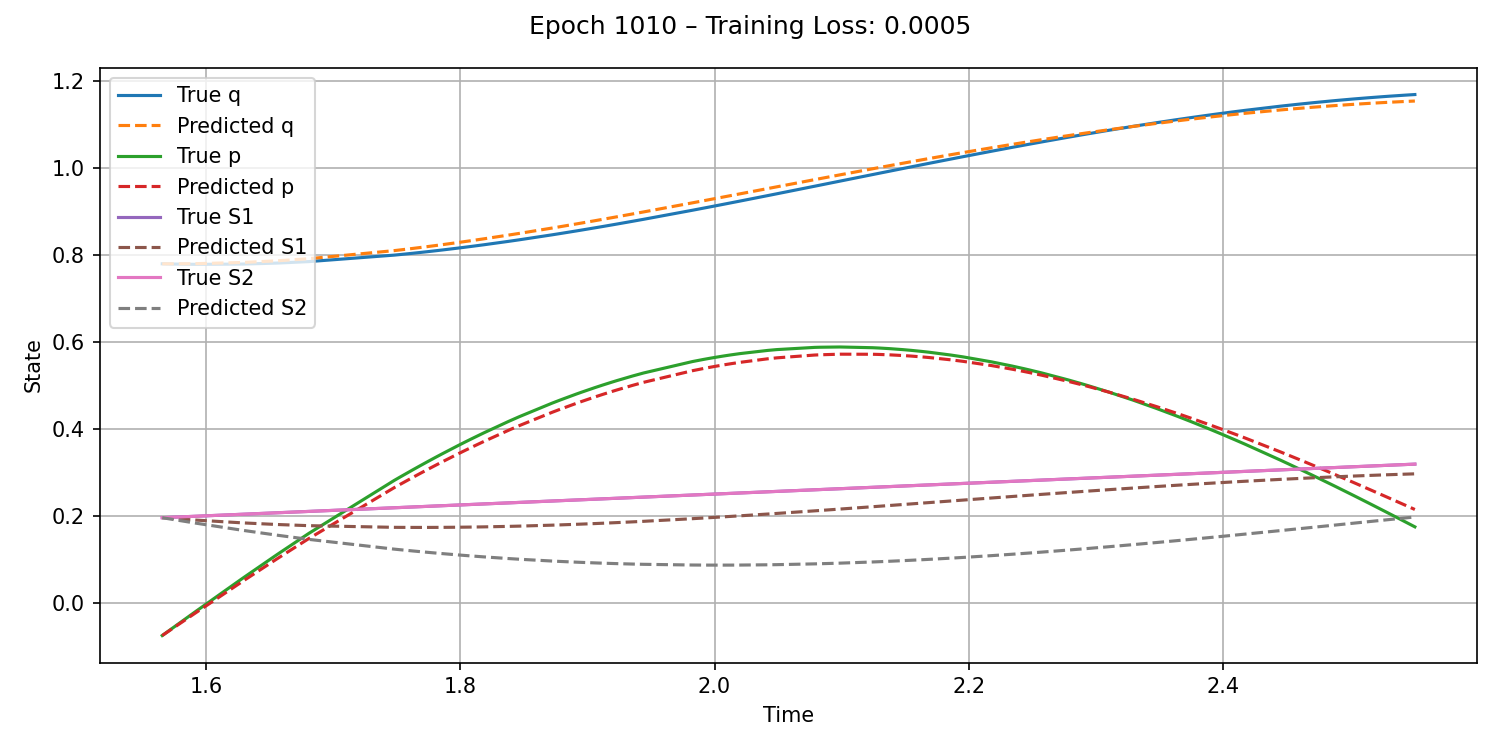 Epoch 1010 – Training Loss: 0.0005
1.2
1.0
0.8
0.6
0.4
0.2
0.0
State
True q
Predicted q
True p
Predicted p
True S1
Predicted S1
True S2
Predicted S2
1.6
1.8
2.0
2.2
2.4
Time